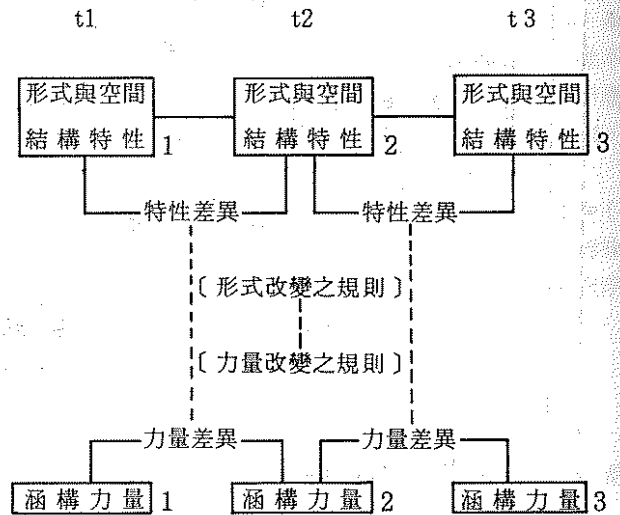 t1 t2 t3
形式與空間 形式與空間 形式與空間
結構特性 1 結構特性 2 結構特性 3
特性差異 特性差異
〔形式改變之規則〕
〔力量改變之規則〕
力量差異 力量差異
涵構力量 1 涵構力量 2 涵構力量 3